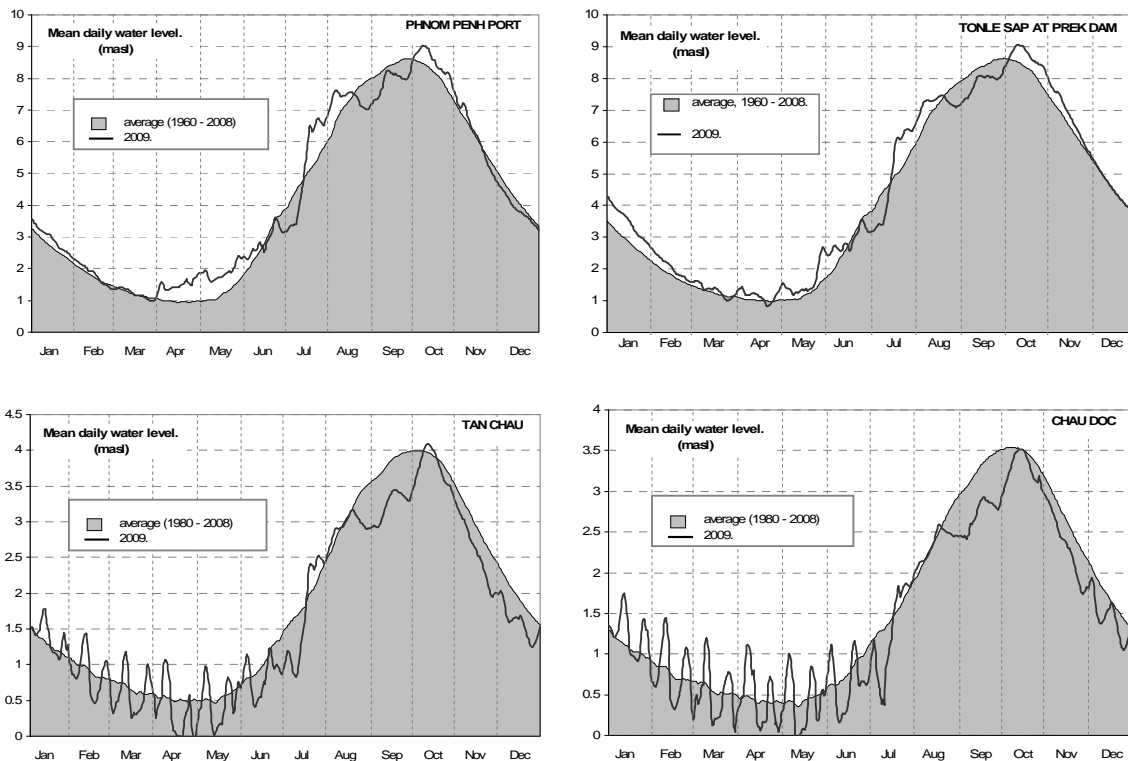 PHNOM PENH PORT
Mean daily water level.
(masl)
average (1960 - 2008)
2009.
10
9
8
7
6
5
4
3
2
1
0
Jan Feb Mar Apr May Jun Jul Aug Sep Oct Nov Dec
TONLE SAP AT PREK DAM
Mean daily water level.
(masl)
average, 1960 - 2008.
2009.
10
9
8
7
6
5
4
3
2
1
0
Jan Feb Mar Apr May Jun Jul Aug Sep Oct Nov Dec
TAN CHAU
Mean daily water level.
(masl)
average (1980 - 2008)
2009.
4.5
4
3.5
3
2.5
2
1.5
1
0.5
0
Jan Feb Mar Apr May Jun Jul Aug Sep Oct Nov Dec
CHAU DOC
Mean daily water level.
(masl)
average (1980 - 2008)
2009.
4
3.5
3
2.5
2
1.5
1
0.5
0
Jan Feb Mar Apr May Jun Jul Aug Sep Oct Nov Dec